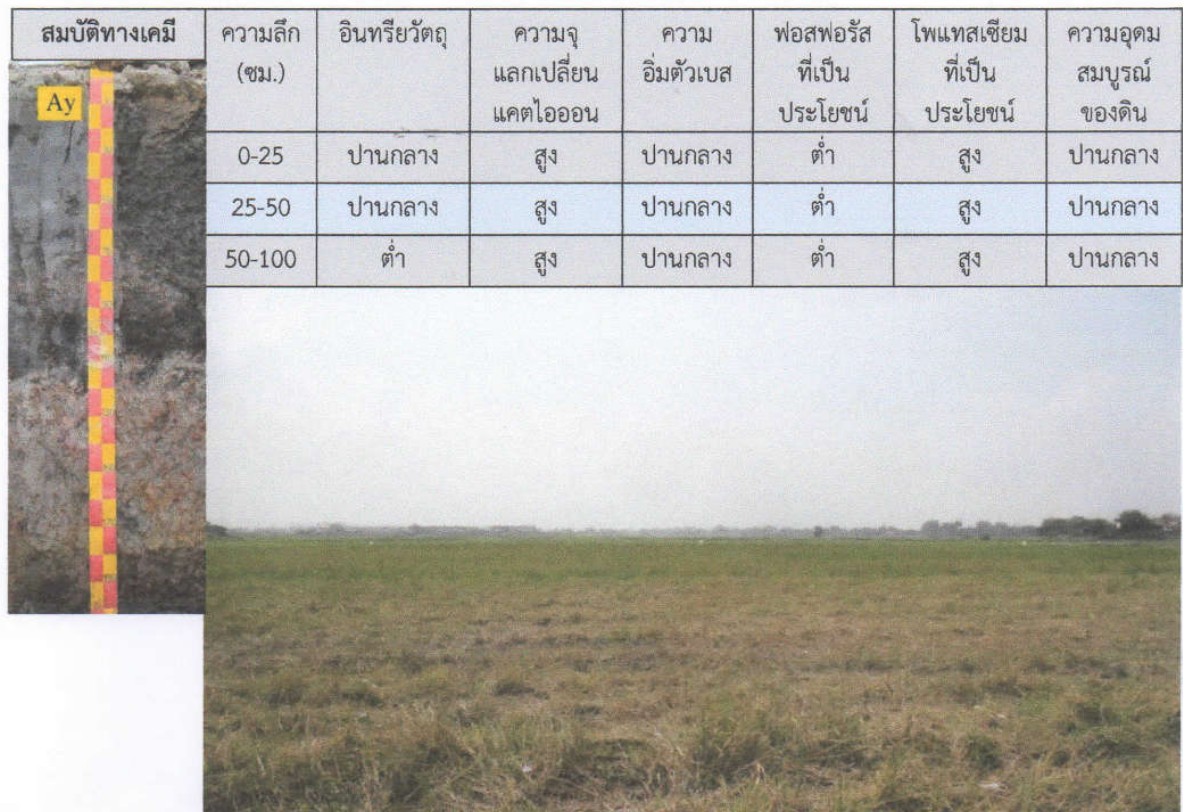 สมบัติทางเคมี
ความลึก
(ซม.)
อินทรียวัตถุ
ความจุ
แลกเปลี่ยน
แคตไอออน
ความ
อิ่มตัวเบส
ฟอสฟอรัส
ที่เป็น
ประโยชน์
โพแทสเซียม
ที่เป็น
ประโยชน์
ความอุดม
สมบูรณ์
ของดิน
Ay
0-25 ปานกลาง สูง ปานกลาง ต่ำ สูง ปานกลาง
25-50 ปานกลาง สูง ปานกลาง ต่ำ สูง ปานกลาง
50-100 ต่ำ สูง ปานกลาง ต่ำ สูง ปานกลาง